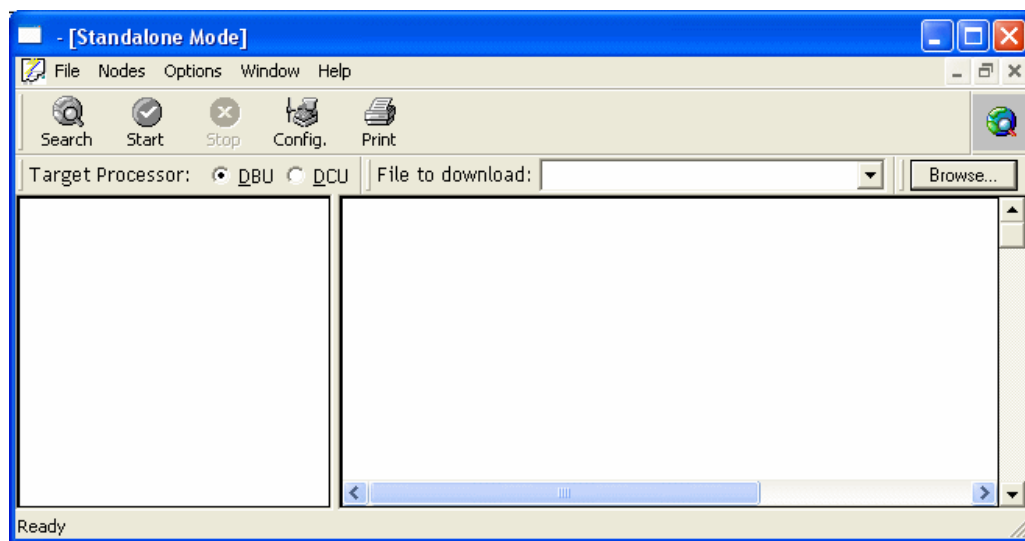 - [Standalone Mode]
File Nodes Options Window Help
Search Start Stop Config. Print
Target Processor: DBU DCU File to download: Browse...
Ready